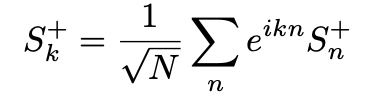 $S_k^+ = \frac{1}{\sqrt{N}} \sum_n e^{ikn} S_n^+$